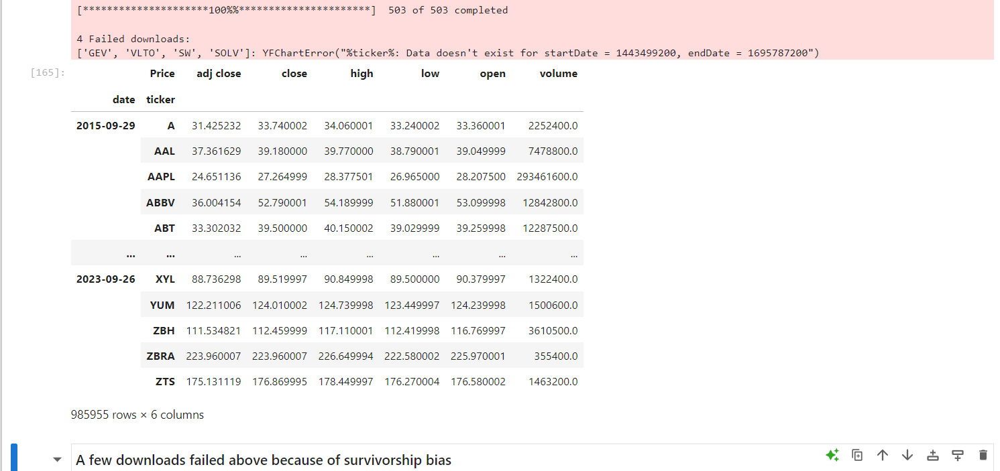 [**********************100%%**********************]  503 of 503 completed
4 Failed downloads:
['GEV', 'VLTO', 'SW', 'SOLV']: YFChartError("%ticker%: Data doesn't exist for startDate = 1443499200, endDate = 1695787200")
[165]:
Price adj close close high low open volume
date ticker
2015-09-29 A 31.425232 33.740002 34.060001 33.240002 33.360001 2252400.0
AAL 37.361629 39.180000 39.770000 38.790001 39.049999 7478800.0
AAPL 24.651136 27.264999 28.377501 26.965000 28.207500 293461600.0
ABBV 36.004154 52.790001 54.189999 51.880001 53.099998 12842800.0
ABT 33.302032 39.500000 40.150002 39.029999 39.259998 12287500.0
... ... ... ... ... ... ... ...
2023-09-26 XYL 88.736298 89.519997 90.849998 89.500000 90.379997 1322400.0
YUM 122.211006 124.010002 124.739998 123.449997 124.239998 1500600.0
ZBH 111.534821 112.459999 117.110001 112.419998 116.769997 3610500.0
ZBRA 223.960007 223.960007 226.649994 222.580002 225.970001 355400.0
ZTS 175.131119 176.869995 178.449997 176.270004 176.580002 1463200.0
985955 rows × 6 columns
A few downloads failed above because of survivorship bias